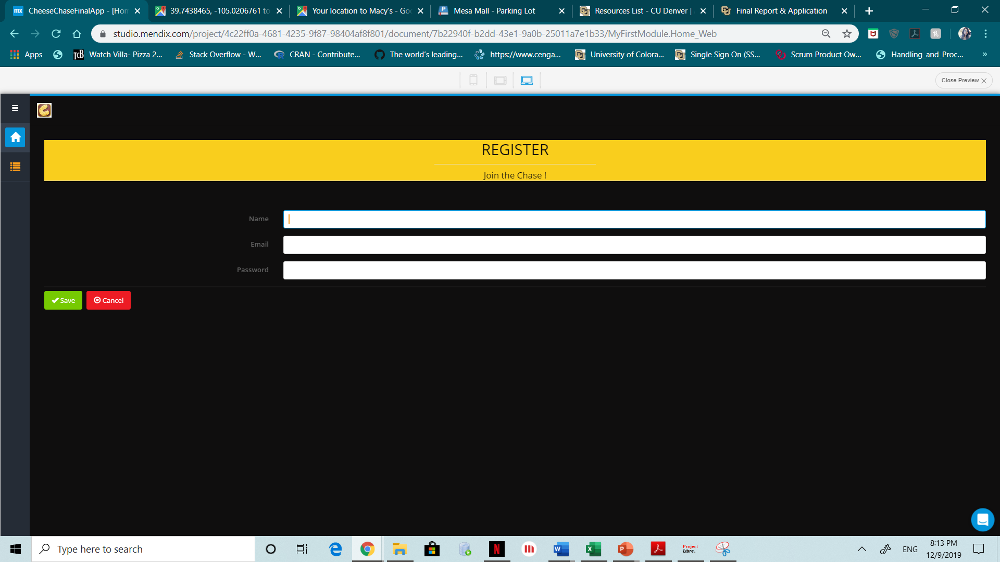 CheeseChaseFinalApp - [Hom
39.7438465, -105.0206761 to
Your location to Macy's - Goo
Mesa Mall - Parking Lot
Resources List - CU Denver |
Final Report & Application
studio.mendix.com/project/4c22ff0a-4681-4235-9f87-98404af8f801/document/7b22940f-b2dd-43e1-9a0b-25011a7e1b33/MyFirstModule.Home_Web
Apps
Watch Villa- Pizza 2...
Stack Overflow - W...
CRAN - Contribute...
The world's leading...
https://www.cenga...
University of Colora...
Single Sign On (SS...
Scrum Product Ow...
Handling_and_Proc...
»
Close Preview
REGISTER
Join the Chase !
Name
Email
Password
Save
Cancel
Type here to search
Project
Libre.
ENG
8:13 PM
12/9/2019